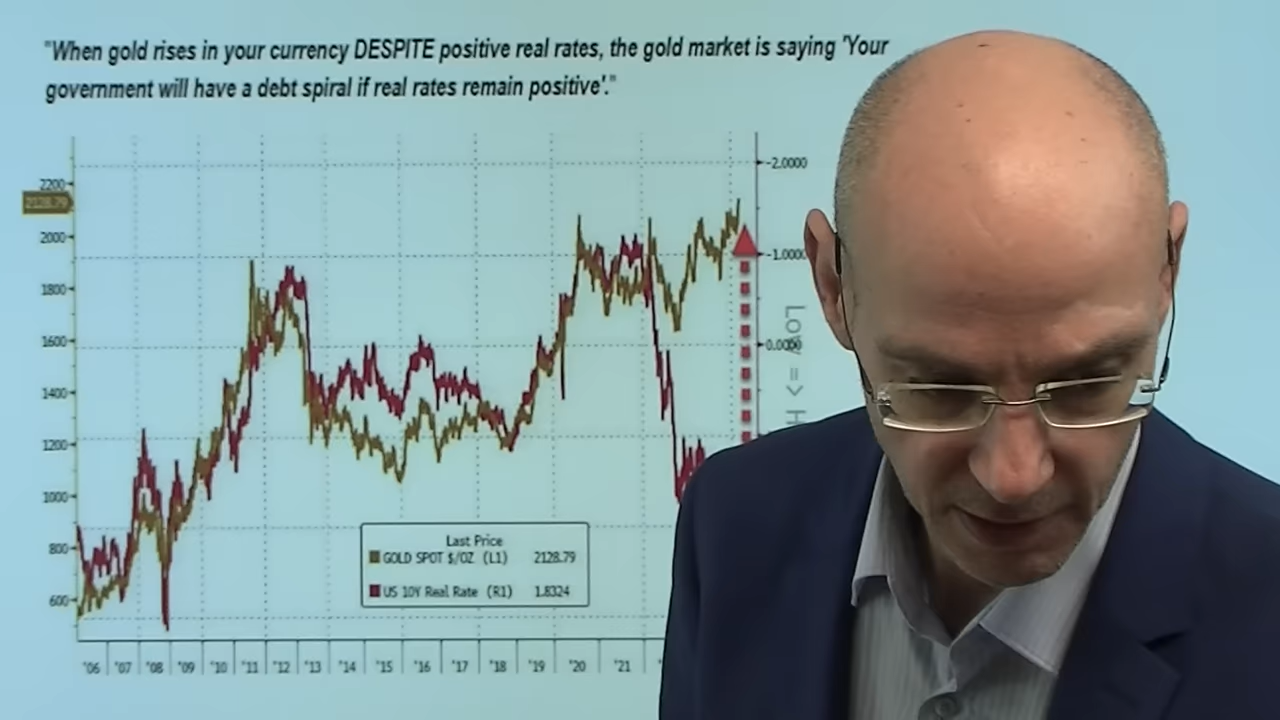 "When gold rises in your currency DESPITE positive real rates, the gold market is saying 'Your
government will have a debt spiral if real rates remain positive'."
2200
2128.79
2000
1800
1600
1400
1200
1000
800
600
-2.0000
-1.0000
0.0000
Low => H
Last Price
GOLD SPOT $/OZ (L1) 2128.79
US 10Y Real Rate (R1) 1.8324
'06 '07 '08 '09 '10 '11 '12 '13 '14 '15 '16 '17 '18 '19 '20 '21